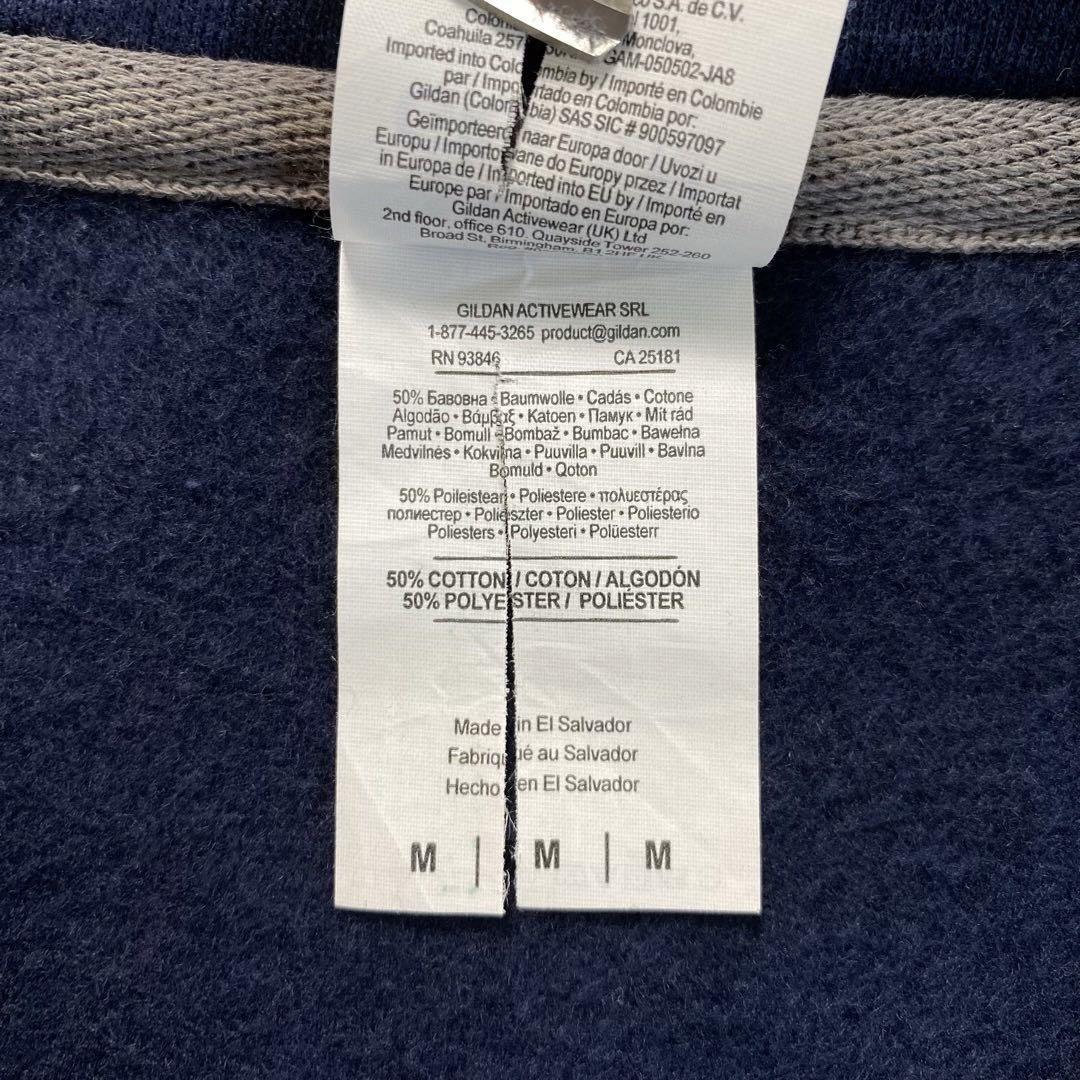 S.A. de C.V.
1001,
Coahuila Monclova,
GAM-050502-JA8
Imported into Colombia by / Importé en Colombie
par / Importado en Colombia por:
Gildan (Colombia) SAS SIC # 900597097
Geïmporteerd naar Europa door / Uvozi u
Europu / Importowane do Europy przez / Importat
in Europa de / Imported into EU by / Importé en
Europe par / Importado en Europa por:
Gildan Activewear (UK) Ltd
2nd floor, office 610. Quayside Tower 252-260
Broad St, Birmingham, B1 2HF UK
GILDAN ACTIVEWEAR SRL
1-877-445-3265 product@gildan.com
RN 93846 CA 25181
50% Бавовна • Baumwolle • Cadás • Cotone
Algodão • Βάμβαξ • Katoen • Памук • Mit rád
Pamut • Bomull • Bombaž • Bumbac • Bawełna
Medvilnės • Kokvilna • Puuvilla • Puuvill • Bavlna
Bomuld • Qoton
50% Poileistear • Poliestere • πολυεστέρας
полиестер • Poliészter • Poliester • Poliesterio
Poliesters • Polyesteri • Polüesterr
50% COTTON / COTON / ALGODÓN
50% POLYESTER / POLIÉSTER
Made in El Salvador
Fabriqué au Salvador
Hecho en El Salvador
M | M | M